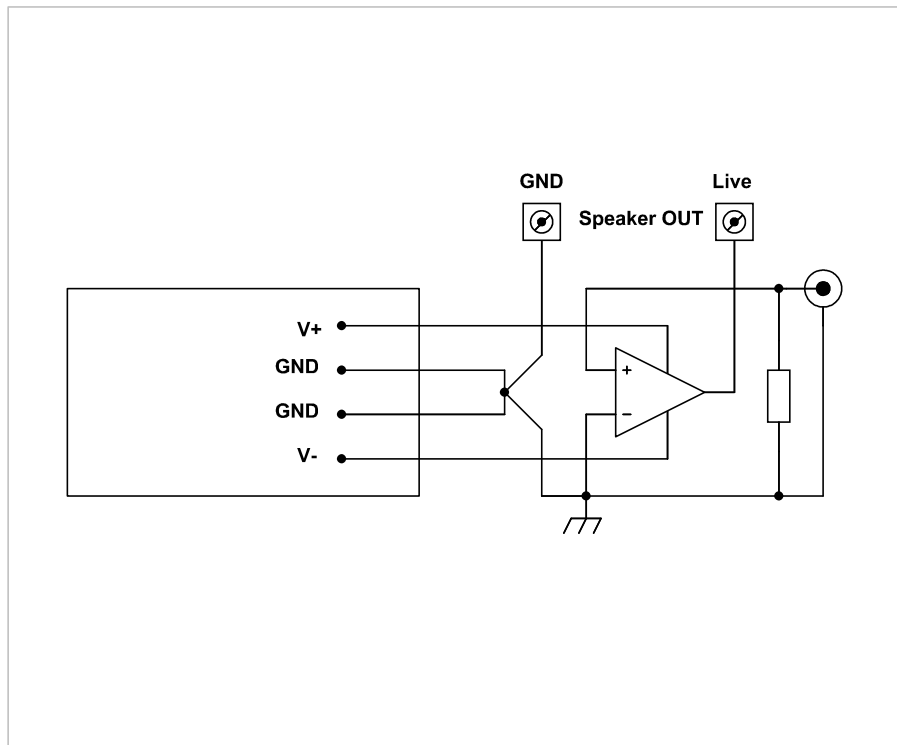 GND
Live
Speaker OUT
V+
GND
GND
V-
+
−